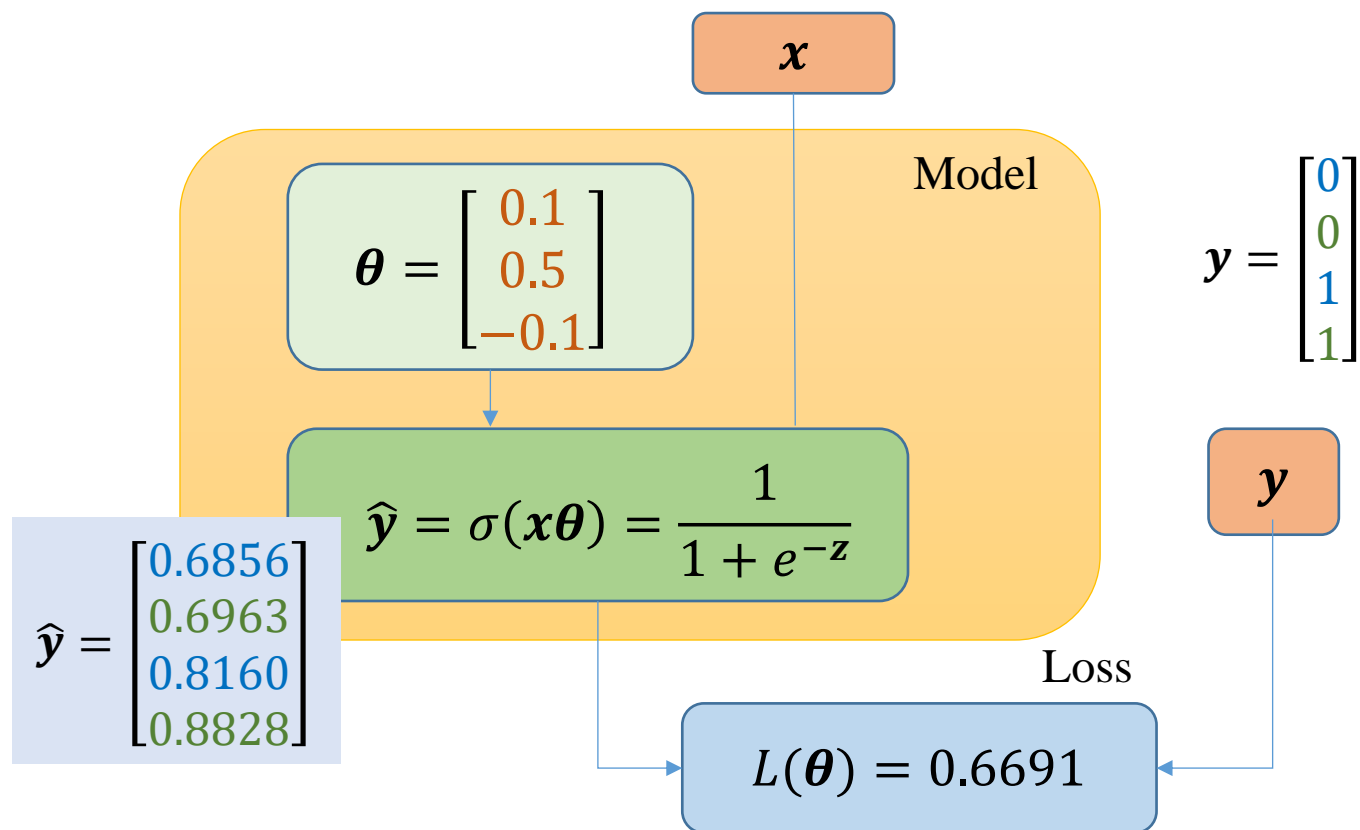 x
Model
θ = [0.1
0.5
−0.1]
y = [0
0
1
1]
ŷ = σ(xθ) = 1 / (1 + e^−z)
y
ŷ = [0.6856
0.6963
0.8160
0.8828]
Loss
L(θ) = 0.6691